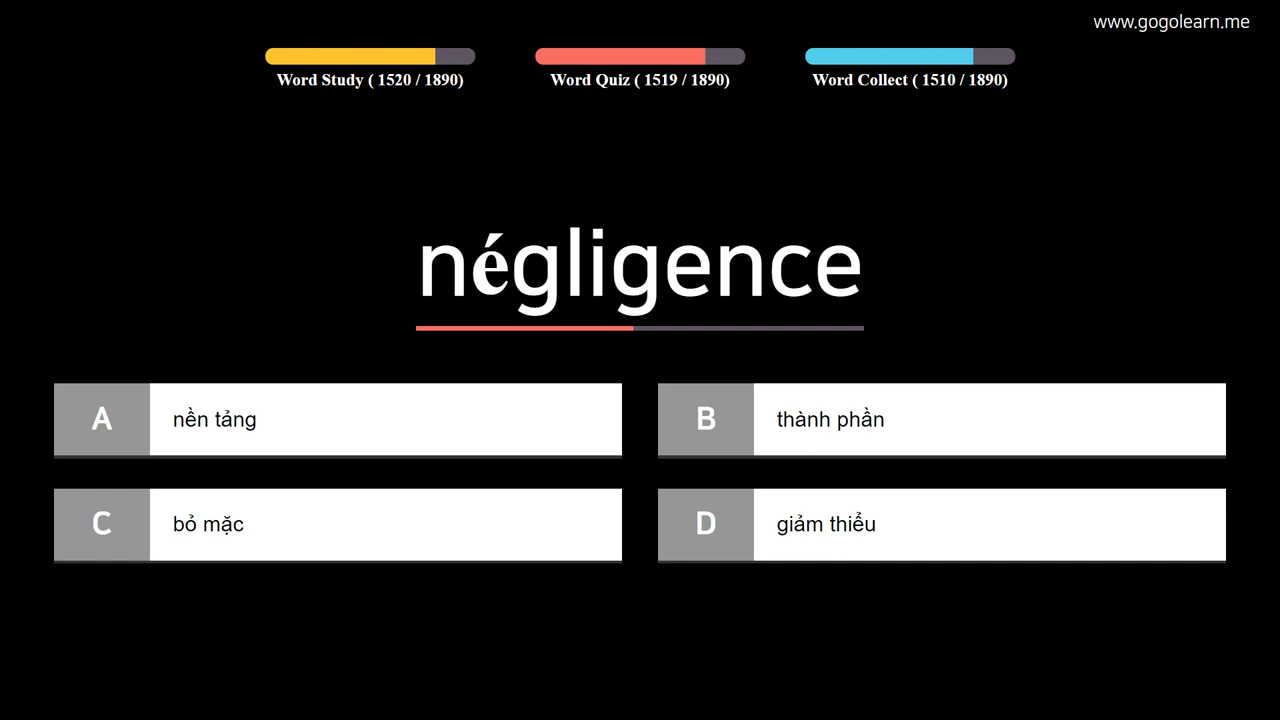 www.gogolearn.me
Word Study ( 1520 / 1890)
Word Quiz ( 1519 / 1890)
Word Collect ( 1510 / 1890)
négligence
A nền tảng
B thành phần
C bỏ mặc
D giảm thiểu